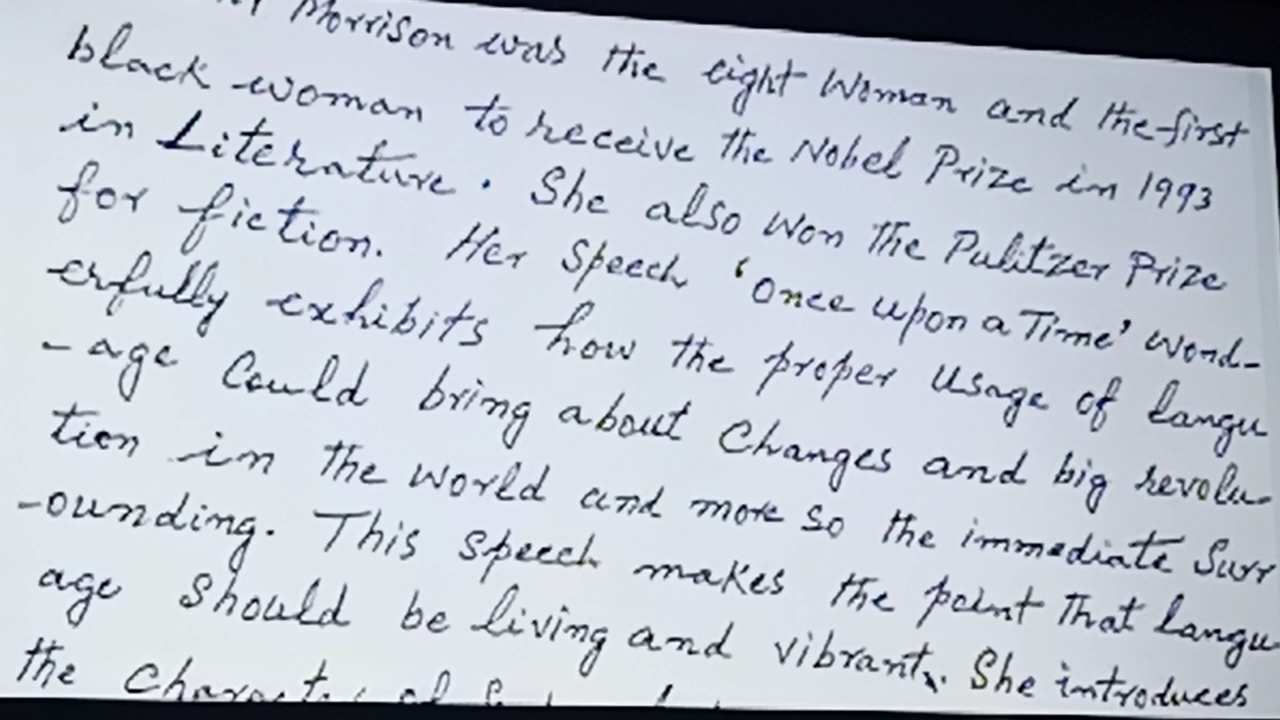 Morrison was the eight Woman and the first
black woman to receive the Nobel Prize in 1993
in Literature. She also won the Pulitzer Prize
for fiction. Her Speech 'Once upon a Time' Wond-
erfully exhibits how the proper Usage of langu
-age Could bring about Changes and big revolu-
tion in the world and more so the immediate Surr
-ounding. This speech makes the point that langu
age should be living and vibrant. She introduces
the